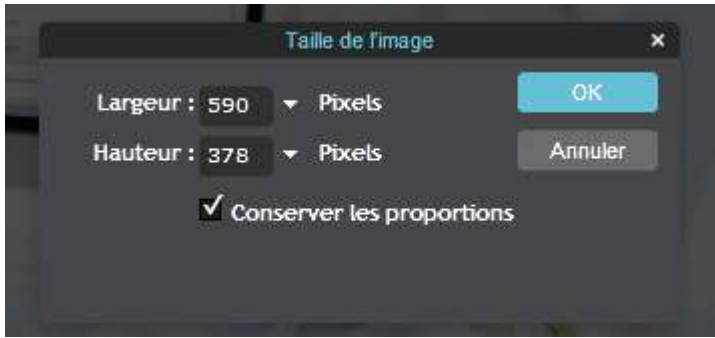 Taille de l'image ×
Largeur : 590 Pixels OK
Hauteur : 378 Pixels Annuler
Conserver les proportions